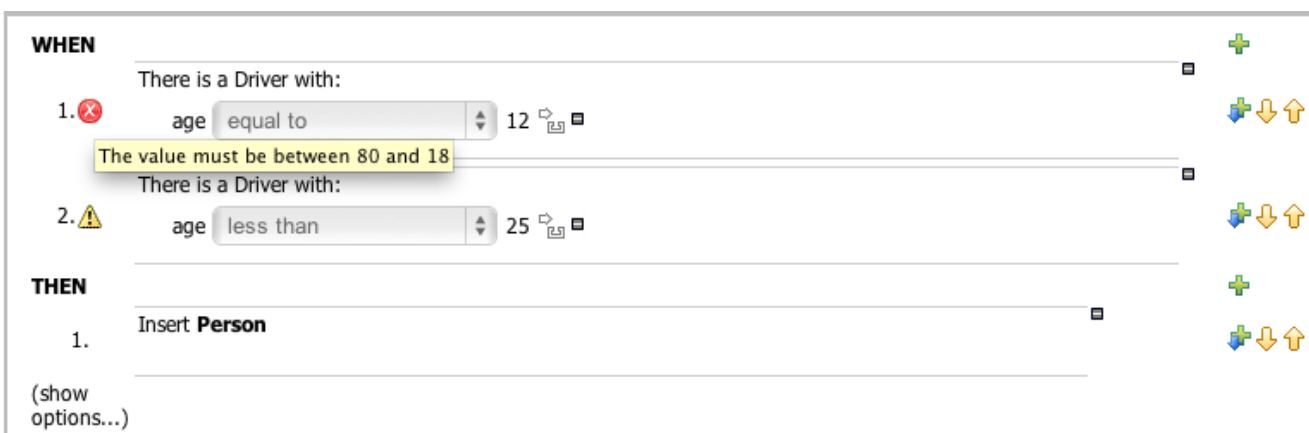 WHEN
There is a Driver with:
1.
age equal to 12
The value must be between 80 and 18
There is a Driver with:
2.
age less than 25
THEN
Insert Person
1.
(show
options...)